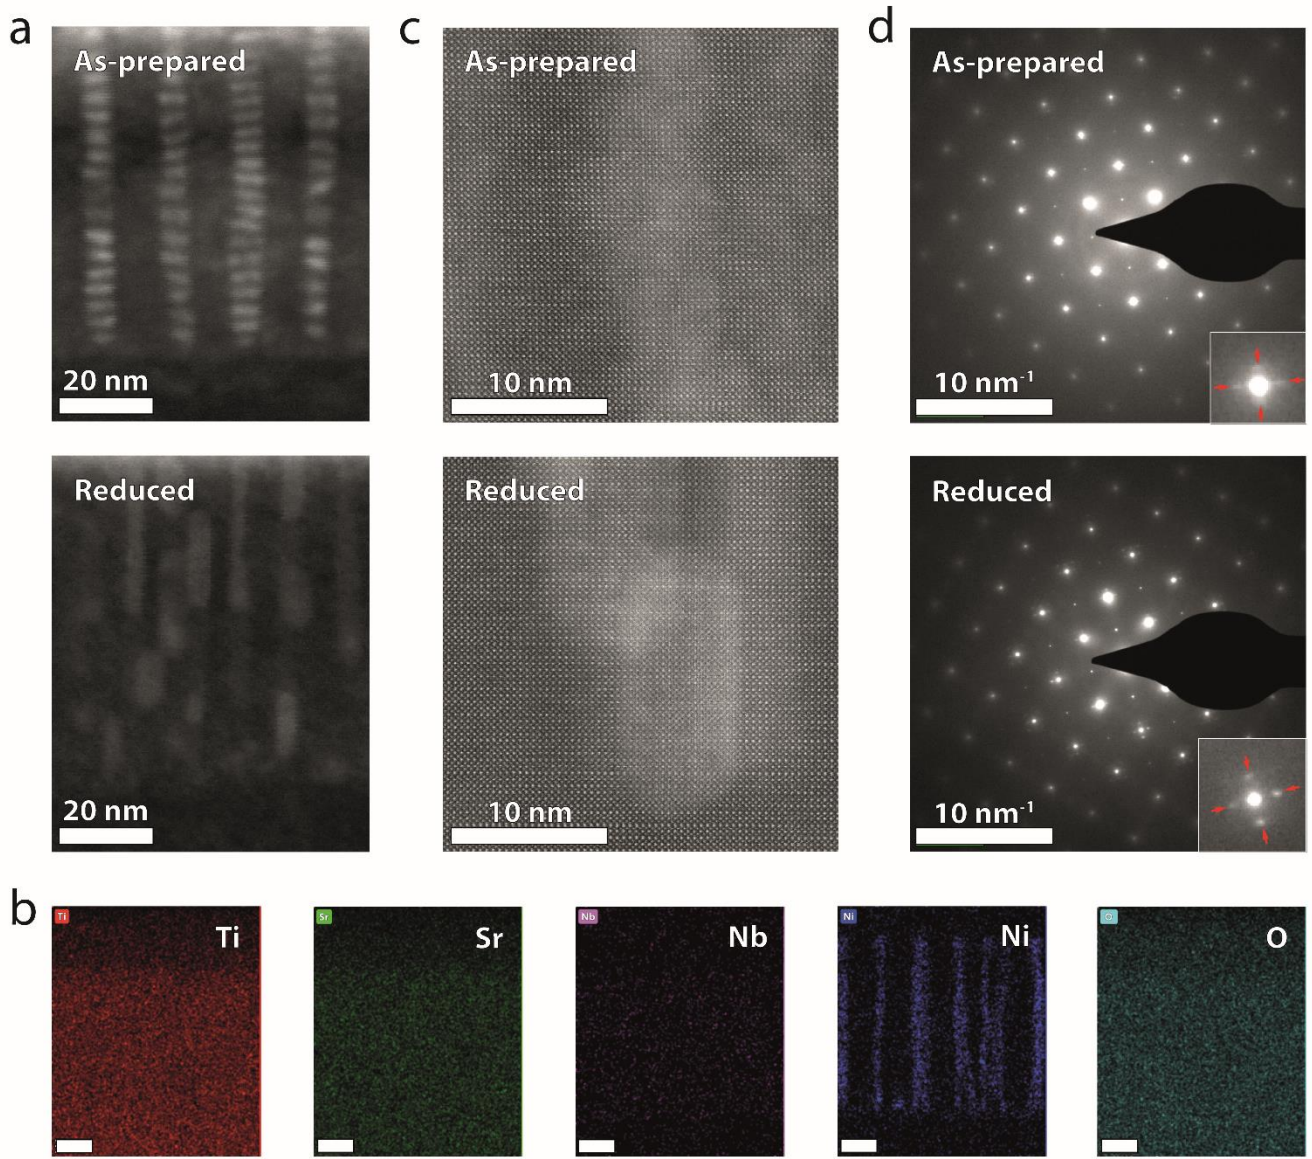 a
As-prepared
20 nm
c
As-prepared
10 nm
d
As-prepared
10 nm⁻¹
Reduced
20 nm
Reduced
10 nm
Reduced
10 nm⁻¹
b
Ti
Ti
Sr
Sr
Nb
Nb
Ni
Ni
O
O